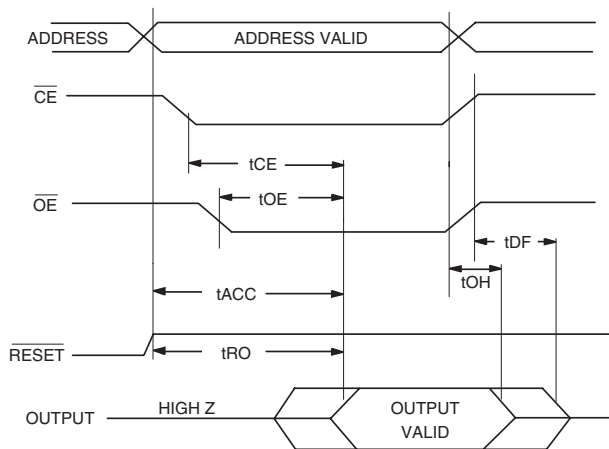 ADDRESS ADDRESS VALID
CE
tCE
tOE
OE
tDF
tOH
tACC
RESET
tRO
OUTPUT HIGH Z OUTPUT
VALID